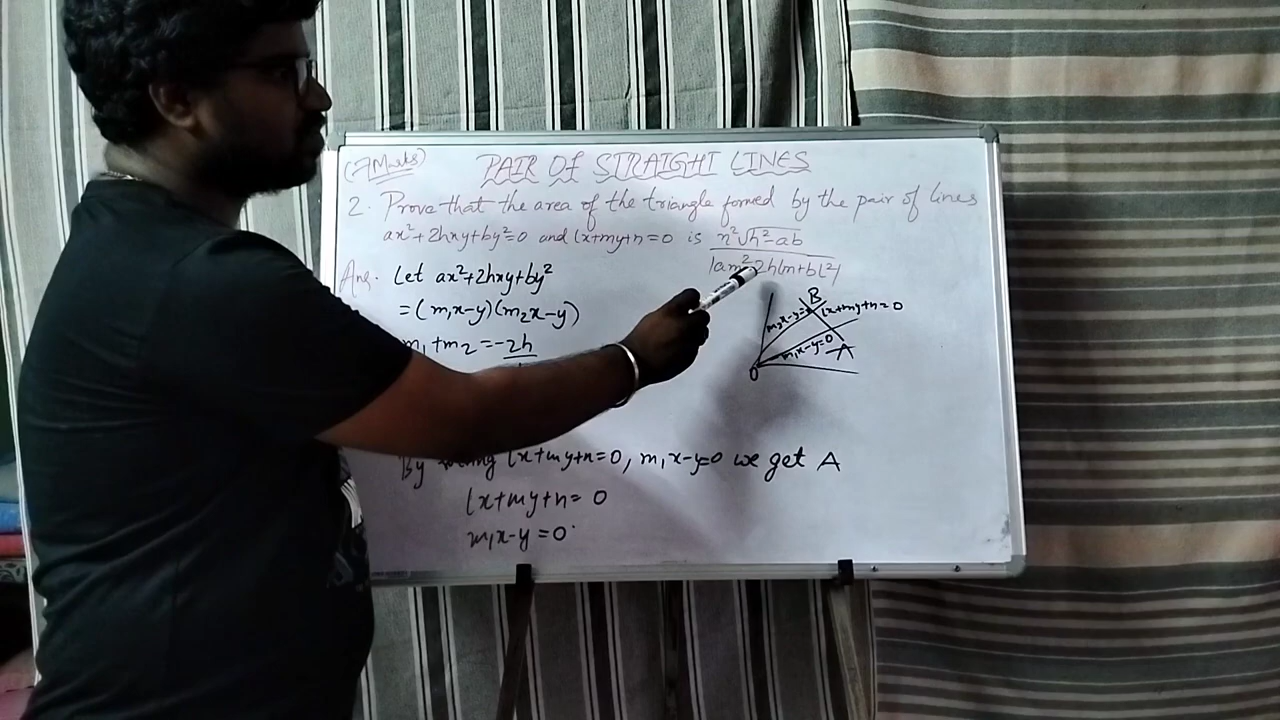 (7 Marks)
PAIR OF STRAIGHT LINES
2. Prove that the area of the triangle formed by the pair of lines
ax²+2hxy+by²=0 and lx+my+n=0 is n²√h²-ab
|am²-2hlm+bl²|
Ans. Let ax²+2hxy+by²
=(m₁x-y)(m₂x-y)
m₁+m₂=-2h
B
lx+my+n=0
m₂x-y=
m₁x-y=0
A
O
By lx+my+n=0, m₁x-y=0 we get A
lx+my+n= 0
m₁x-y=0